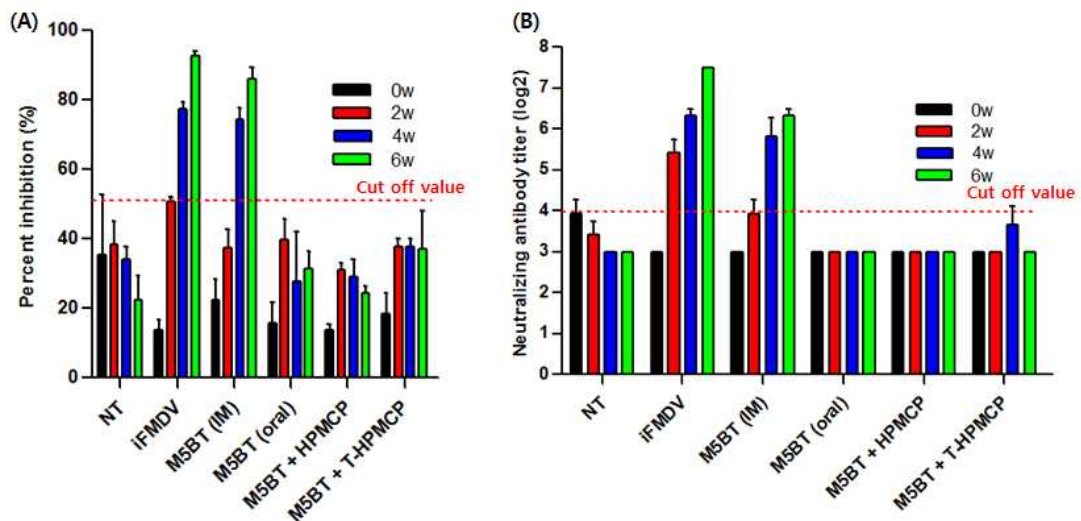 (A)
100
80
60
40
20
0
Percent inhibition (%)
0w
2w
4w
6w
Cut off value
NT
iFMDV
M5BT (IM)
M5BT (oral)
M5BT + HPMCP
M5BT + T-HPMCP
(B)
8
7
6
5
4
3
2
1
0
Neutralizing antibody titer (log2)
0w
2w
4w
6w
Cut off value
NT
iFMDV
M5BT (IM)
M5BT (oral)
M5BT + HPMCP
M5BT + T-HPMCP